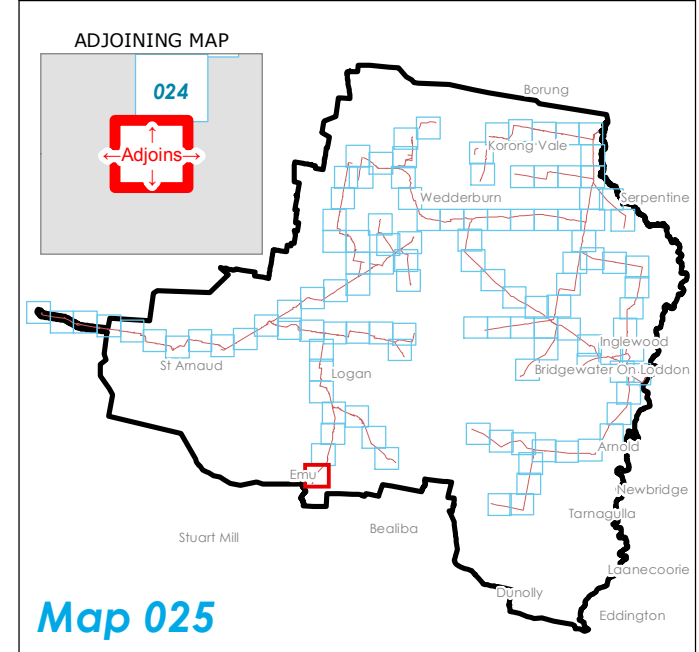 ADJOINING MAP
024
←Adjoins→
Borung
Korong Vale
Wedderburn
Serpentine
Inglewood
St Arnaud
Bridgewater On Loddon
Logan
Arnold
Emu
Newbridge
Tarnagulla
Bealiba
Stuart Mill
Laanecoorie
Dunolly
Eddington
Map 025